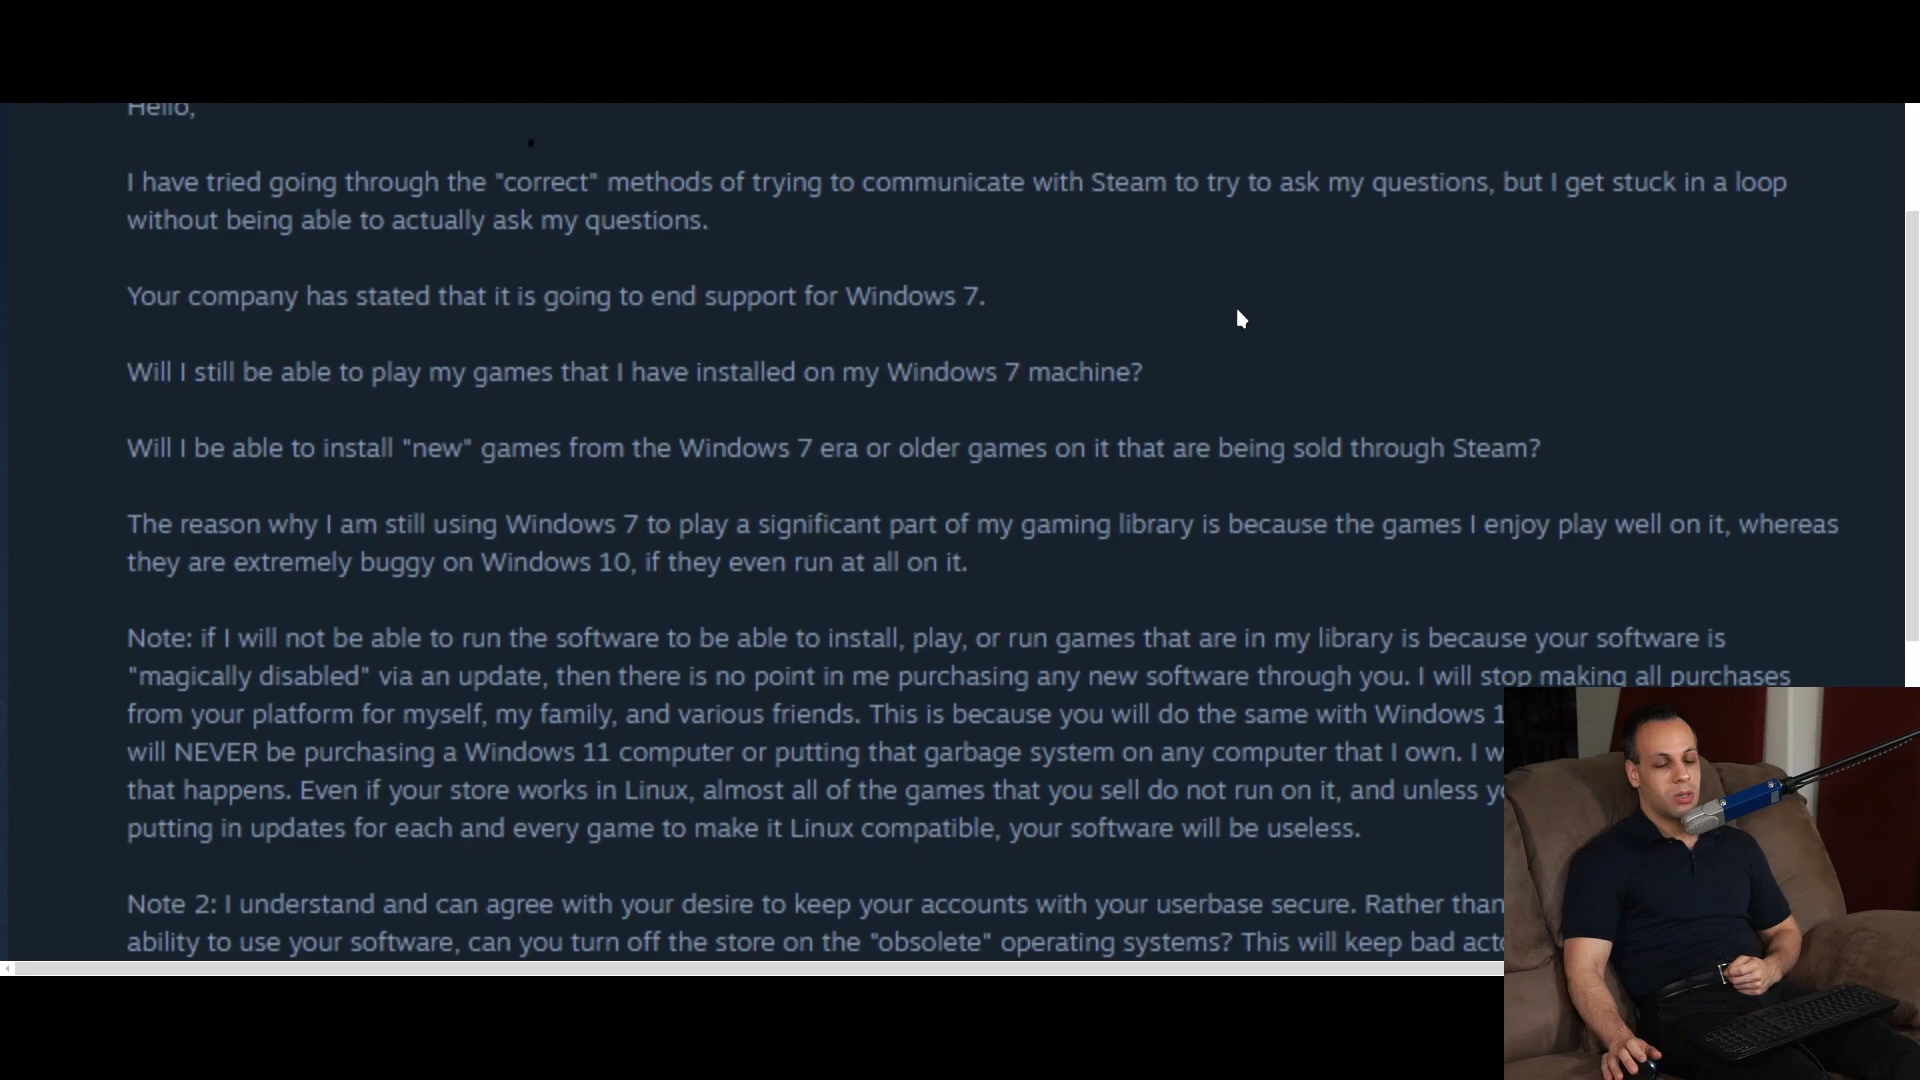 Hello,
I have tried going through the "correct" methods of trying to communicate with Steam to try to ask my questions, but I get stuck in a loop
without being able to actually ask my questions.
Your company has stated that it is going to end support for Windows 7.
Will I still be able to play my games that I have installed on my Windows 7 machine?
Will I be able to install "new" games from the Windows 7 era or older games on it that are being sold through Steam?
The reason why I am still using Windows 7 to play a significant part of my gaming library is because the games I enjoy play well on it, whereas
they are extremely buggy on Windows 10, if they even run at all on it.
Note: if I will not be able to run the software to be able to install, play, or run games that are in my library is because your software is
"magically disabled" via an update, then there is no point in me purchasing any new software through you. I will stop making all purchases
from your platform for myself, my family, and various friends. This is because you will do the same with Windows 1
will NEVER be purchasing a Windows 11 computer or putting that garbage system on any computer that I own. I
that happens. Even if your store works in Linux, almost all of the games that you sell do not run on it, and unless
putting in updates for each and every game to make it Linux compatible, your software will be useless.
Note 2: I understand and can agree with your desire to keep your accounts with your userbase secure. Rather than
ability to use your software, can you turn off the store on the "obsolete" operating systems? This will keep bad